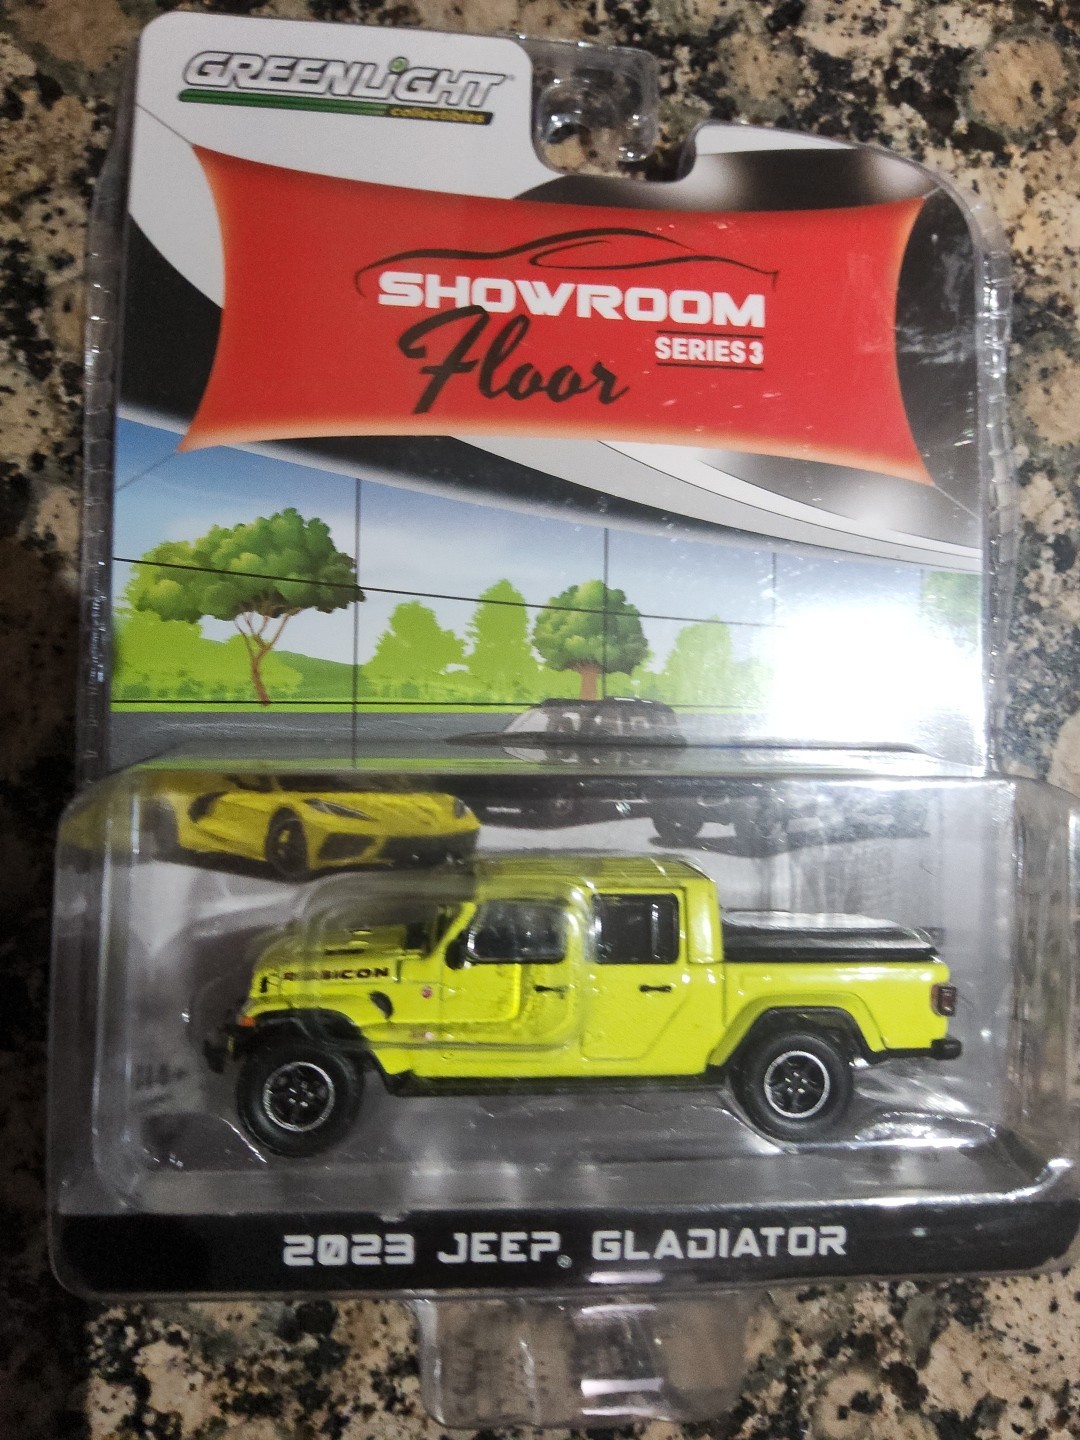 GREENLIGHT
collectibles
SHOWROOM
Floor
SERIES 3
RUBICON
2023 JEEP® GLADIATOR